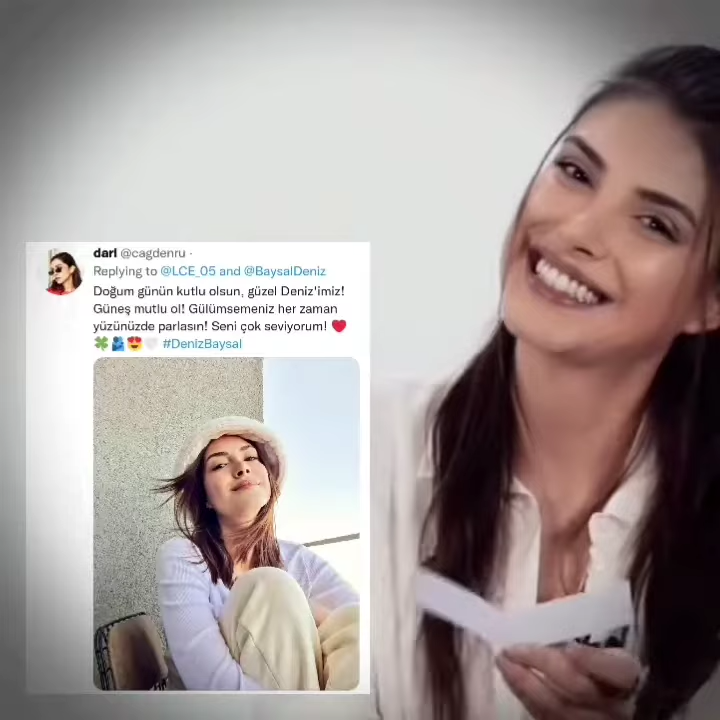 darl @cagdenru ·
Replying to @LCE_05 and @BaysalDeniz
Doğum günün kutlu olsun, güzel Deniz'imiz!
Güneş mutlu ol! Gülümsemeniz her zaman
yüzünüzde parlasın! Seni çok seviyorum! ❤️
🍀🫂😍🤍 #DenizBaysal